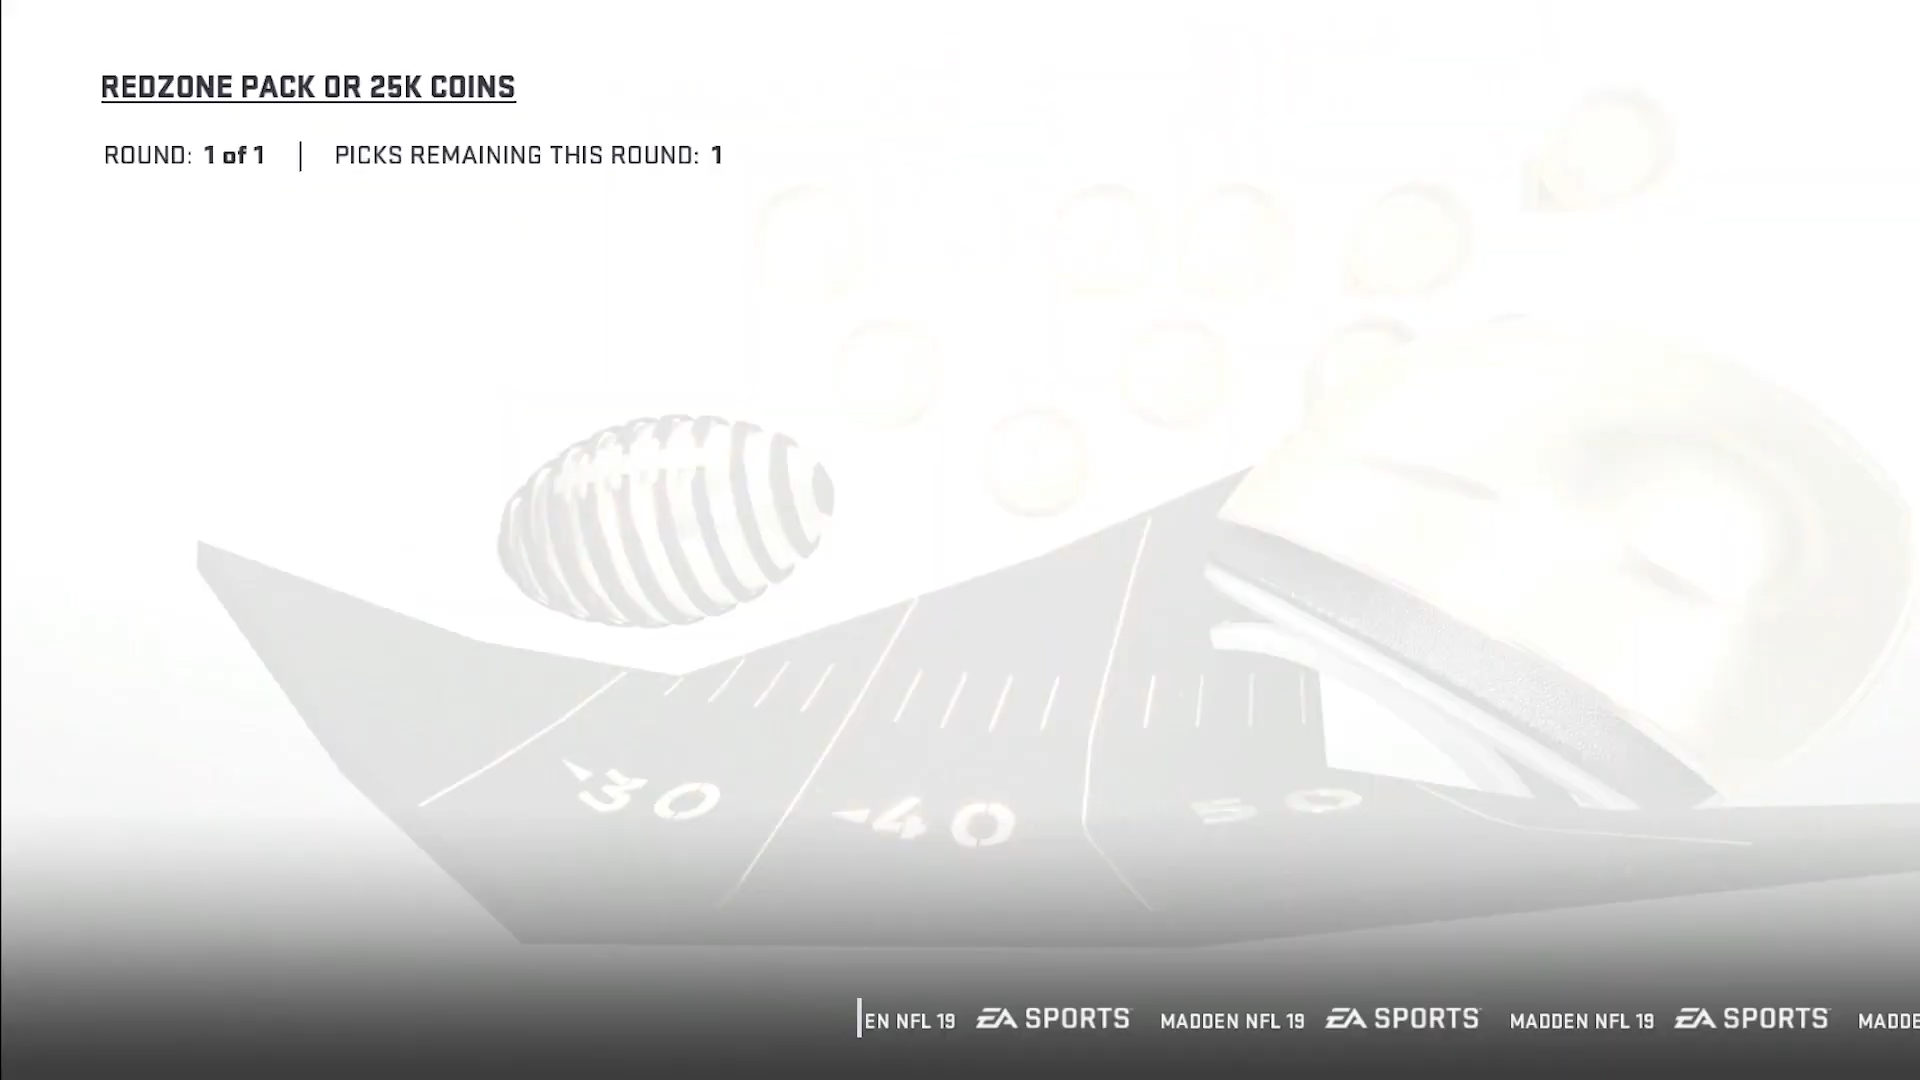 REDZONE PACK OR 25K COINS
ROUND: 1 of 1 | PICKS REMAINING THIS ROUND: 1
30 40 50
EN NFL 19 EA SPORTS MADDEN NFL 19 EA SPORTS MADDEN NFL 19 EA SPORTS MADDE